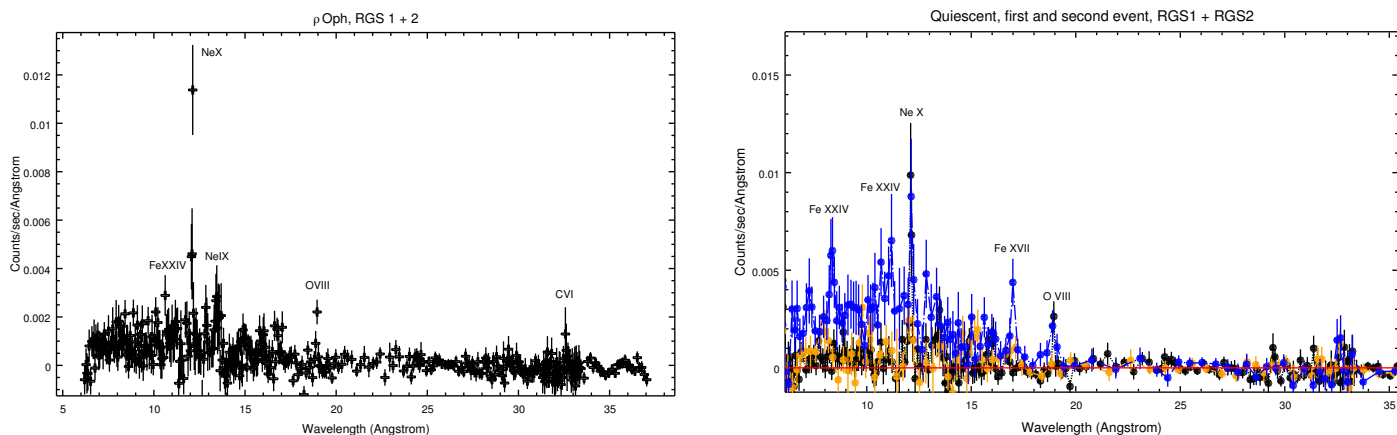 ρ Oph, RGS 1 + 2
NeX
0.012
0.01
0.008
0.006
0.004
0.002
0
Counts/sec/Angstrom
FeXXIV
NeIX
OVIII
CVI
5 10 15 20 25 30 35
Wavelength (Angstrom)
Quiescent, first and second event, RGS1 + RGS2
0.015
0.01
0.005
0
Counts/sec/Angstrom
Ne X
Fe XXIV
Fe XXIV
Fe XVII
O VIII
10 15 20 25 30 35
Wavelength (Angstrom)